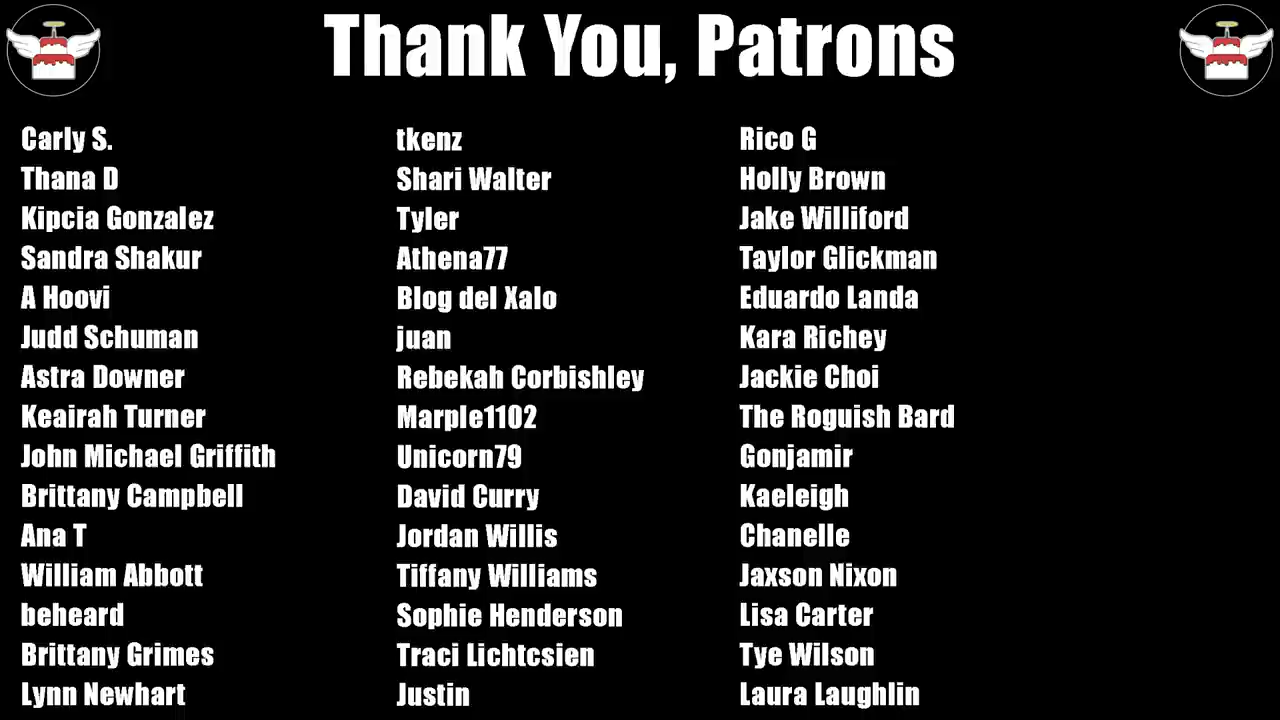 Thank You, Patrons
Carly S.
Thana D
Kipcia Gonzalez
Sandra Shakur
A Hoovi
Judd Schuman
Astra Downer
Keairah Turner
John Michael Griffith
Brittany Campbell
Ana T
William Abbott
beheard
Brittany Grimes
Lynn Newhart
tkenz
Shari Walter
Tyler
Athena77
Blog del Xalo
juan
Rebekah Corbishley
Marple1102
Unicorn79
David Curry
Jordan Willis
Tiffany Williams
Sophie Henderson
Traci Lichtcsien
Justin
Rico G
Holly Brown
Jake Williford
Taylor Glickman
Eduardo Landa
Kara Richey
Jackie Choi
The Roguish Bard
Gonjamir
Kaeleigh
Chanelle
Jaxson Nixon
Lisa Carter
Tye Wilson
Laura Laughlin